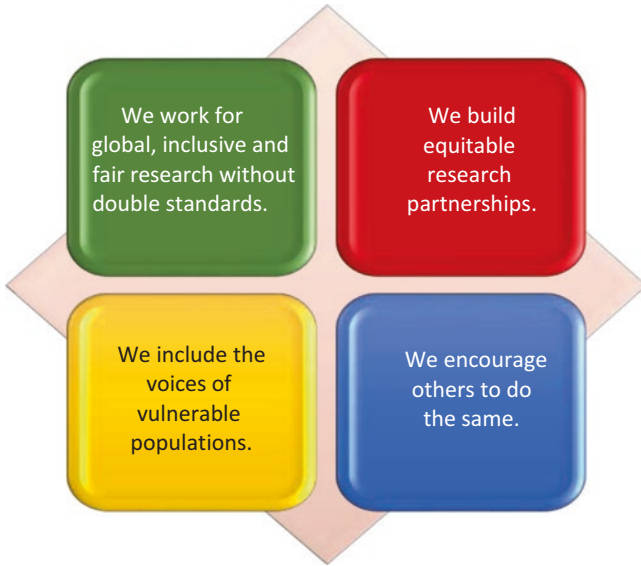 We work for
global, inclusive and
fair research without
double standards.
We build
equitable
research
partnerships.
We include the
voices of
vulnerable
populations.
We encourage
others to do
the same.